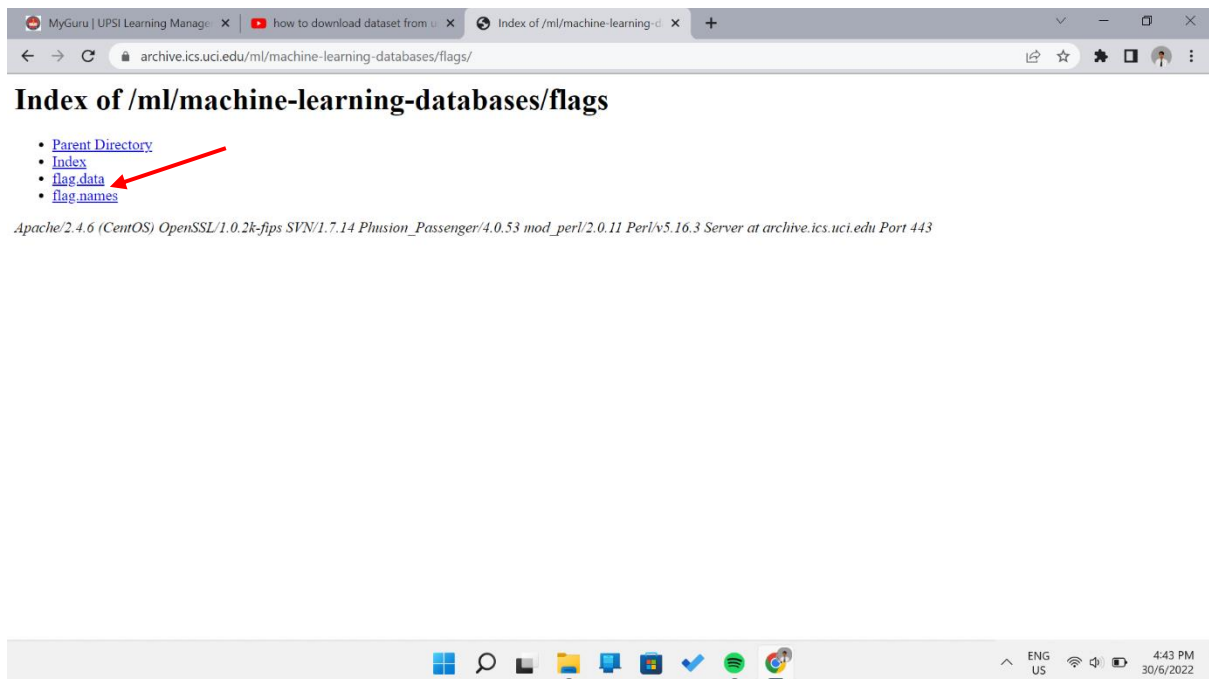 MyGuru | UPSI Learning Manage
how to download dataset from u
Index of /ml/machine-learning-d
archive.ics.uci.edu/ml/machine-learning-databases/flags/
Index of /ml/machine-learning-databases/flags
Parent Directory
Index
flag.data
flag.names
Apache/2.4.6 (CentOS) OpenSSL/1.0.2k-fips SVN/1.7.14 Phusion_Passenger/4.0.53 mod_perl/2.0.11 Perl/v5.16.3 Server at archive.ics.uci.edu Port 443
ENG
US
4:43 PM
30/6/2022